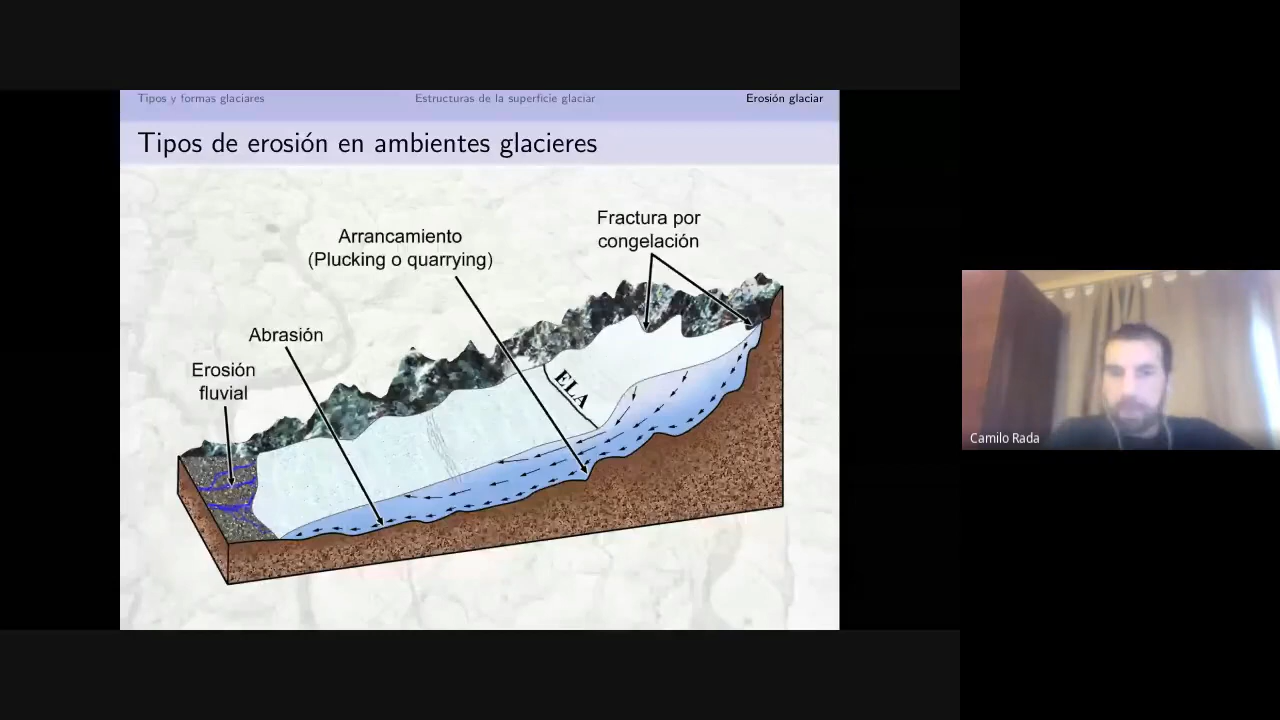 Tipos y formas glaciares
Estructuras de la superficie glaciar
Erosión glaciar
Tipos de erosión en ambientes glacieres
Fractura por
congelación
Arrancamiento
(Plucking o quarrying)
Abrasión
Erosión
fluvial
ELA
Camilo Rada